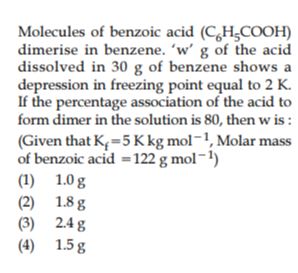 Molecules of benzoic acid (C₆H₅COOH)
dimerise in benzene. ‘w’ g of the acid
dissolved in 30 g of benzene shows a
depression in freezing point equal to 2 K.
If the percentage association of the acid to
form dimer in the solution is 80, then w is :
(Given that K_f = 5 K kg mol⁻¹, Molar mass
of benzoic acid = 122 g mol⁻¹)
(1) 1.0 g
(2) 1.8 g
(3) 2.4 g
(4) 1.5 g